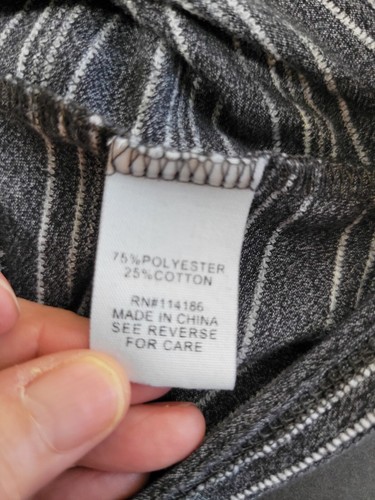 75%POLYESTER
25%COTTON
RN#114186
MADE IN CHINA
SEE REVERSE
FOR CARE